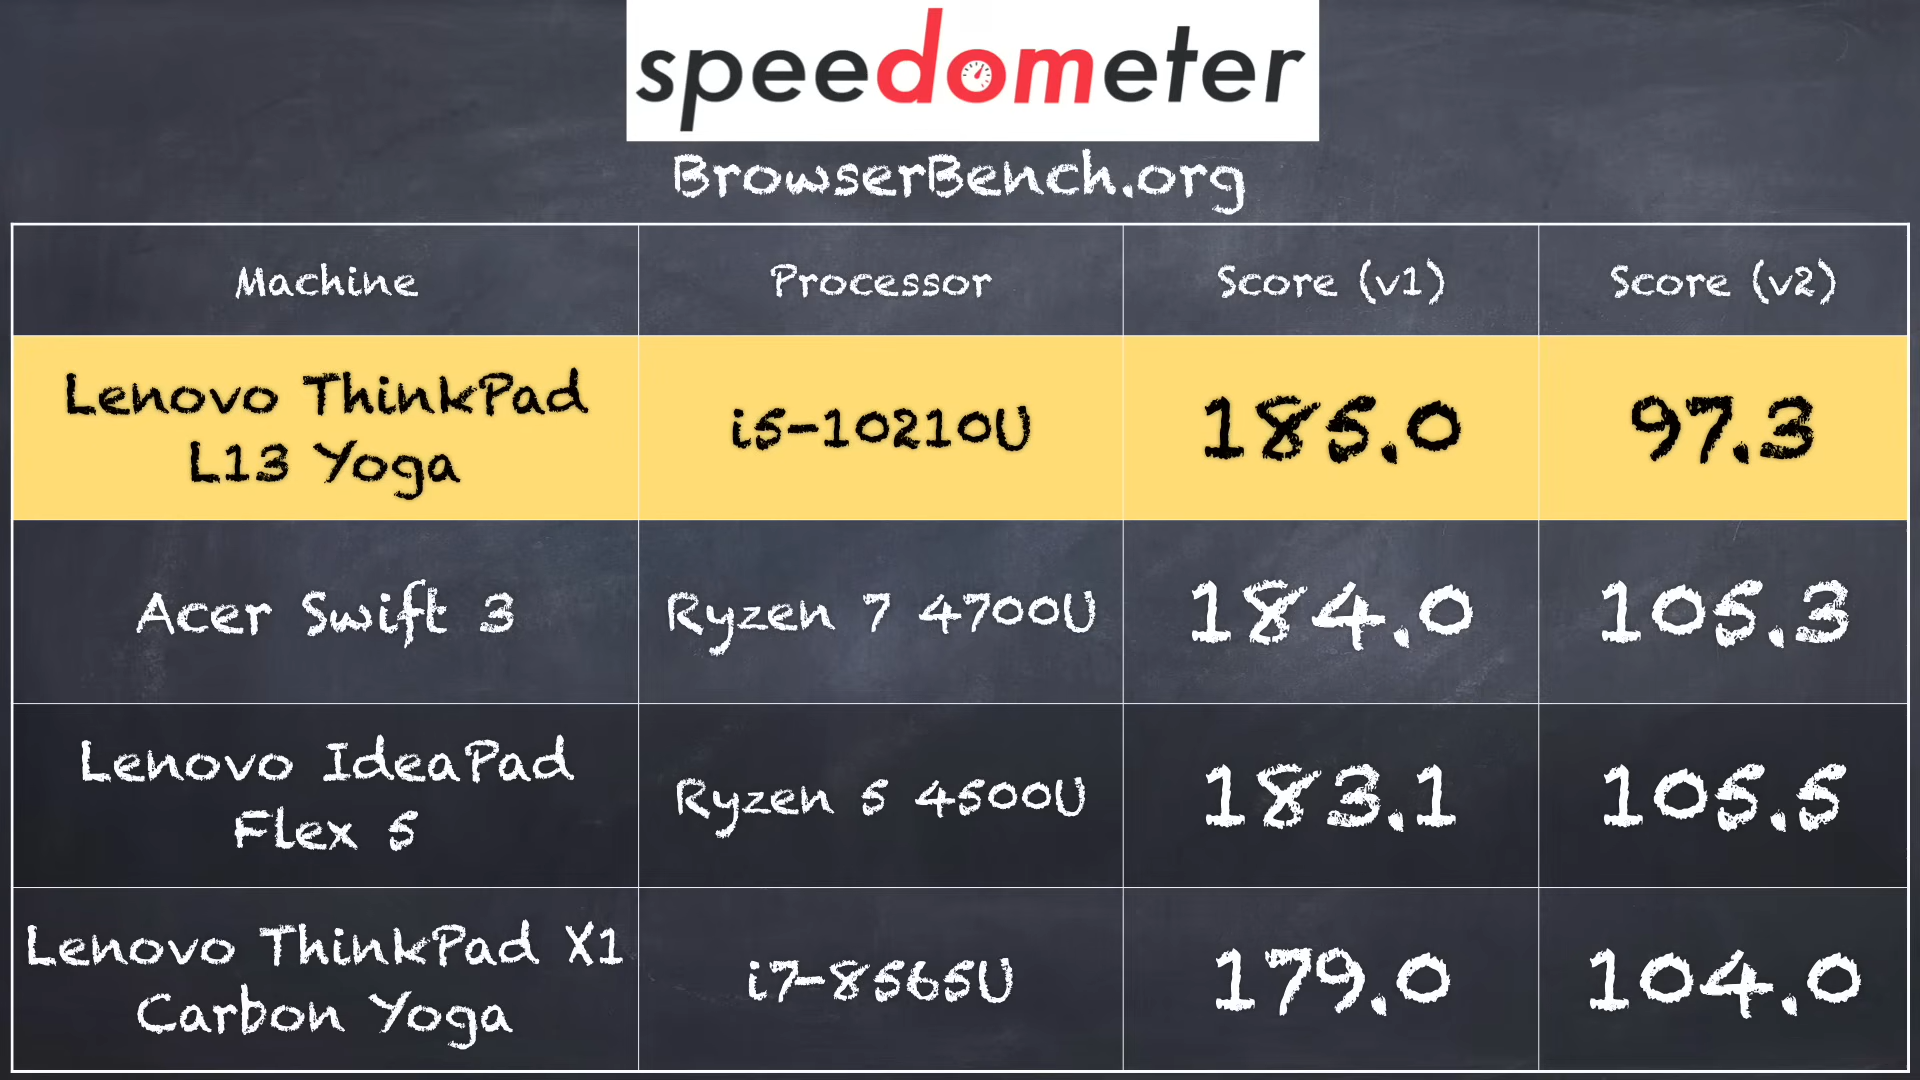 speedometer
BrowserBench.org
Machine Processor Score (v1) Score (v2)
Lenovo ThinkPad
L13 Yoga
i5-10210U 185.0 97.3
Acer Swift 3 Ryzen 7 4700U 184.0 105.3
Lenovo IdeaPad
Flex 5
Ryzen 5 4500U 183.1 105.5
Lenovo ThinkPad X1
Carbon Yoga
i7-8565U 179.0 104.0